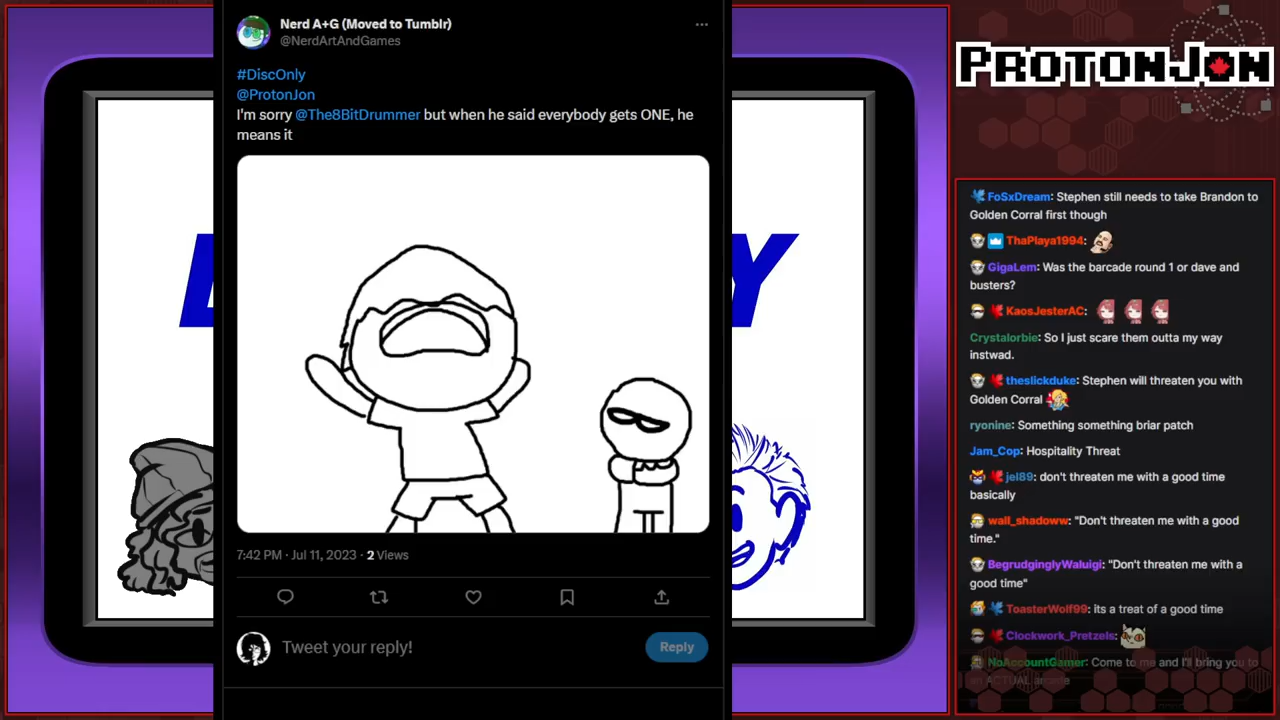 Nerd A+G (Moved to Tumblr)
@NerdArtAndGames
#DiscOnly
@ProtonJon
I'm sorry @The8BitDrummer but when he said everybody gets ONE, he
means it
7:42 PM · Jul 11, 2023 · 2 Views
Tweet your reply!
Reply
Y
PROTONJON
FoSxDream: Stephen still needs to take Brandon to
Golden Corral first though
ThaPlaya1994:
GigaLem: Was the barcade round 1 or dave and
busters?
KaosJesterAC:
Crystalorbie: So I just scare them outta my way
instwad.
theslickduke: Stephen will threaten you with
Golden Corral
ryonine: Something something briar patch
Jam_Cop: Hospitality Threat
jel89: don't threaten me with a good time
basically
wall_shadoww: "Don't threaten me with a good
time."
BegrudginglyWaluigi: "Don't threaten me with a
good time"
ToasterWolf99: its a treat of a good time
Clockwork_Pretzels:
NoAccountGamer: Come to me and I'll bring you to
an ACTUAL arcade